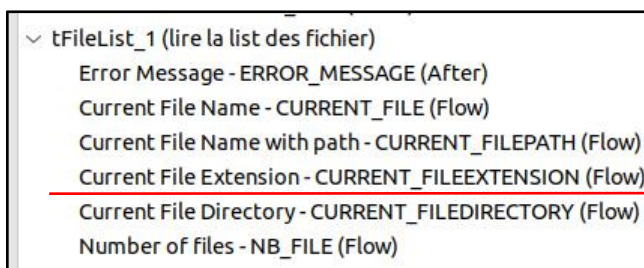 tFileList_1 (lire la list des fichier)
Error Message - ERROR_MESSAGE (After)
Current File Name - CURRENT_FILE (Flow)
Current File Name with path - CURRENT_FILEPATH (Flow)
Current File Extension - CURRENT_FILEEXTENSION (Flow)
Current File Directory - CURRENT_FILEDIRECTORY (Flow)
Number of files - NB_FILE (Flow)